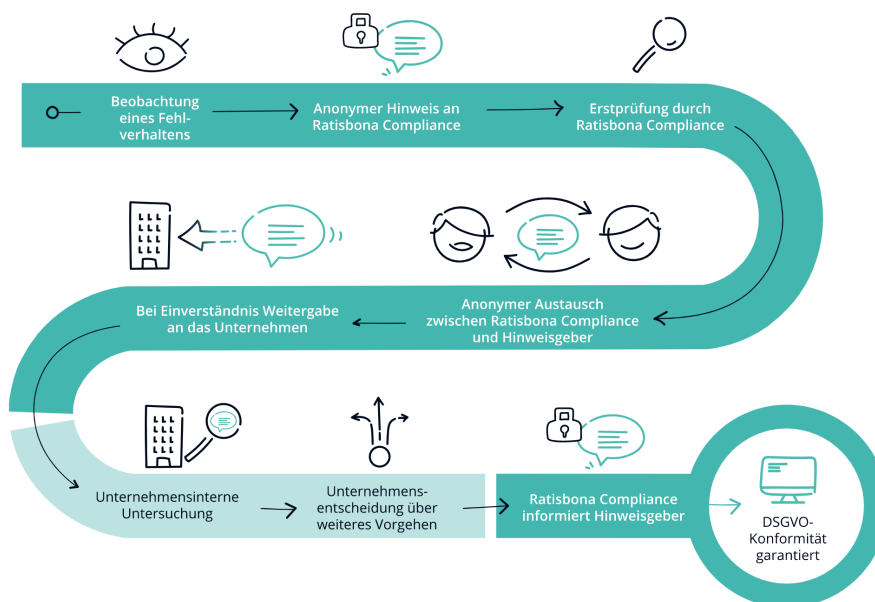 Beobachtung
eines Fehl-
verhaltens
Anonymer Hinweis an
Ratisbona Compliance
Erstprüfung durch
Ratisbona Compliance
Anonymer Austausch
zwischen Ratisbona Compliance
und Hinweisgeber
Bei Einverständnis Weitergabe
an das Unternehmen
Unternehmensinterne
Untersuchung
Unternehmens-
entscheidung über
weiteres Vorgehen
Ratisbona Compliance
informiert Hinweisgeber
DSGVO-
Konformität
garantiert